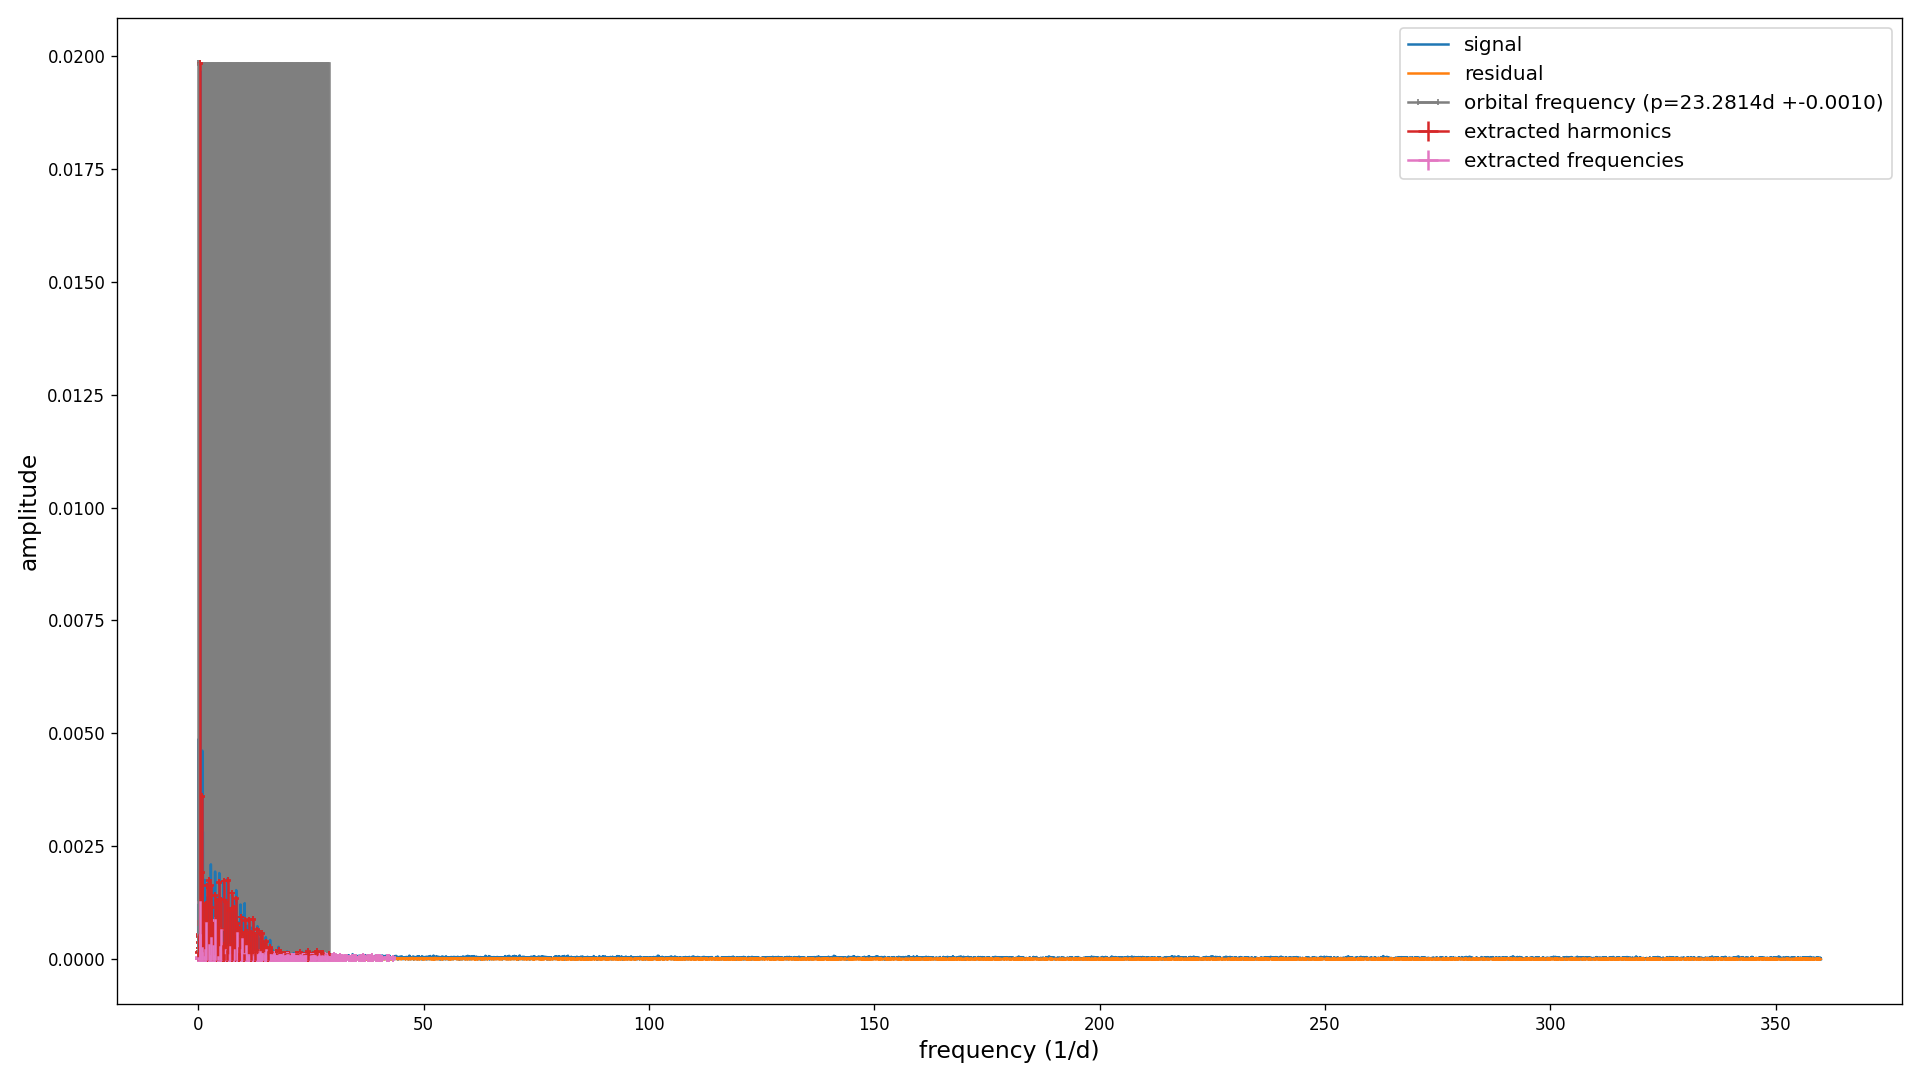 signal
residual
orbital frequency (p=23.2814d +-0.0010)
extracted harmonics
extracted frequencies
0.0200
0.0175
0.0150
0.0125
0.0100
0.0075
0.0050
0.0025
0.0000
amplitude
0 50 100 150 200 250 300 350
frequency (1/d)